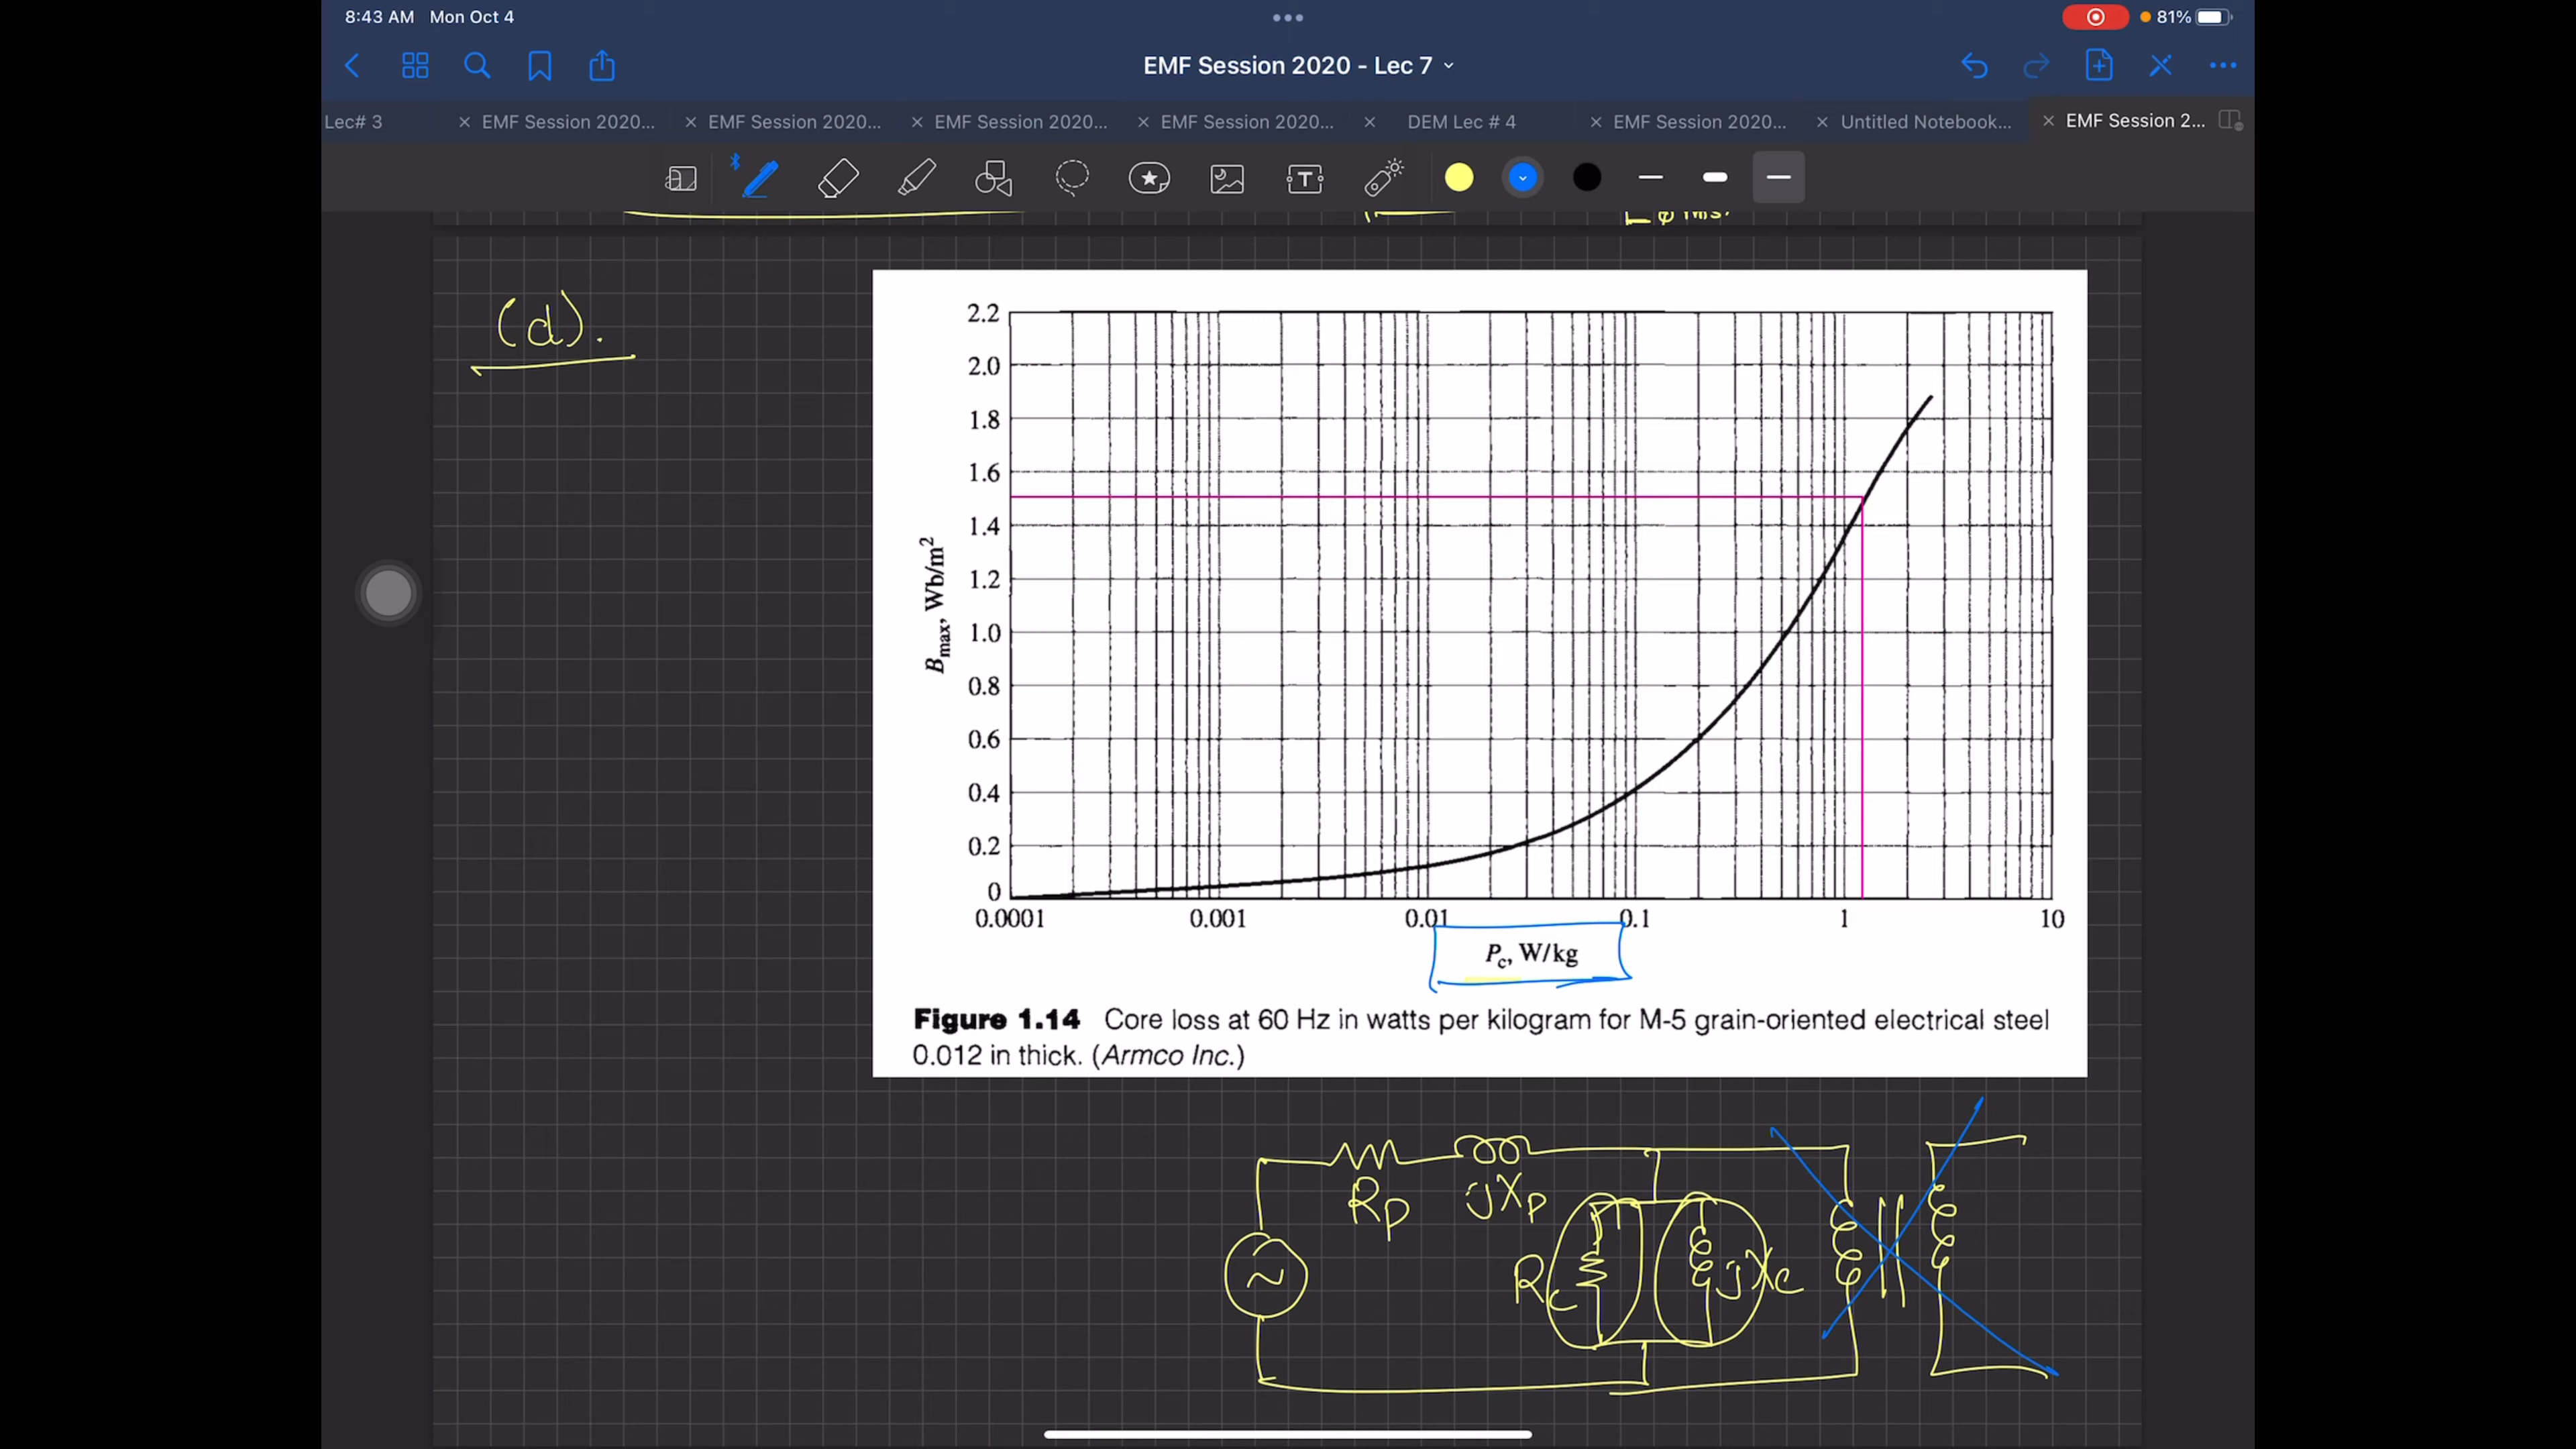 8:43 AM Mon Oct 4
81%
EMF Session 2020 - Lec 7
Lec# 3
EMF Session 2020...
EMF Session 2020...
EMF Session 2020...
EMF Session 2020...
DEM Lec # 4
EMF Session 2020...
Untitled Notebook...
EMF Session 2...
(d).
2.2
2.0
1.8
1.6
1.4
1.2
1.0
0.8
0.6
0.4
0.2
0
Bmax, Wb/m²
0.0001 0.001 0.01 0.1 1 10
Pc, W/kg
Figure 1.14 Core loss at 60 Hz in watts per kilogram for M-5 grain-oriented electrical steel
0.012 in thick. (Armco Inc.)
Rp jXp
Rc jXc